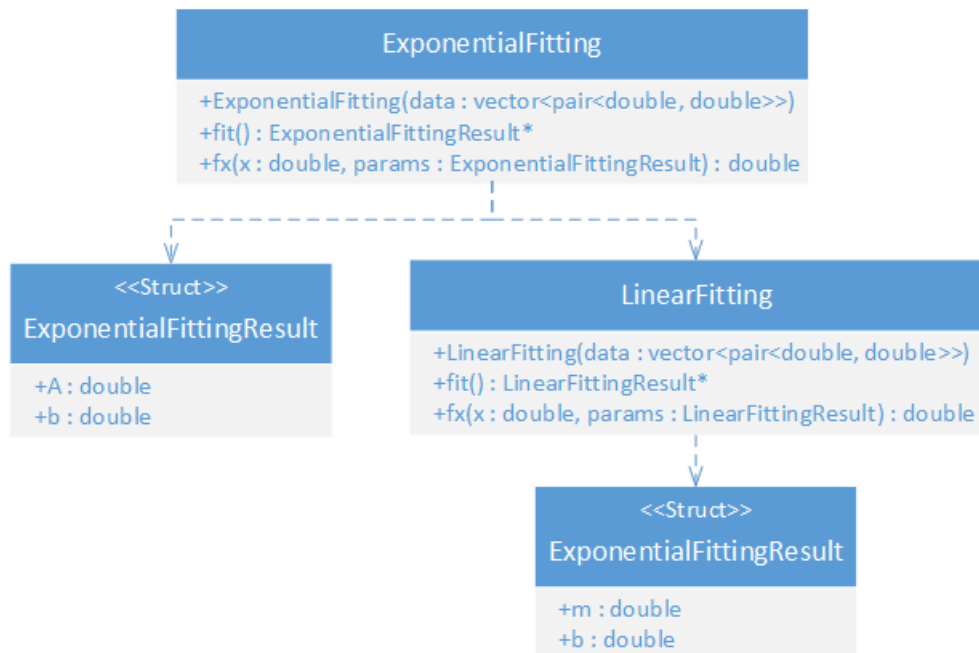 ExponentialFitting
+ExponentialFitting(data : vector<pair<double, double>>)
+fit() : ExponentialFittingResult*
+fx(x : double, params : ExponentialFittingResult) : double
<<Struct>>
ExponentialFittingResult
+A : double
+b : double
LinearFitting
+LinearFitting(data : vector<pair<double, double>>)
+fit() : LinearFittingResult*
+fx(x : double, params : LinearFittingResult) : double
<<Struct>>
ExponentialFittingResult
+m : double
+b : double